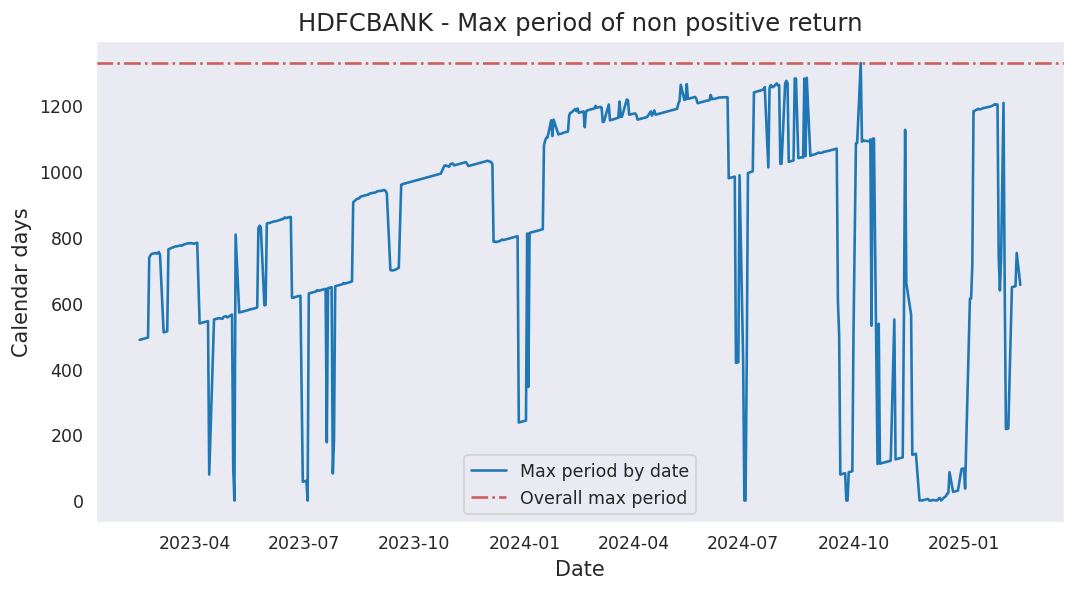 HDFCBANK - Max period of non positive return
Calendar days
1200
1000
800
600
400
200
0
Max period by date
Overall max period
2023-04 2023-07 2023-10 2024-01 2024-04 2024-07 2024-10 2025-01
Date